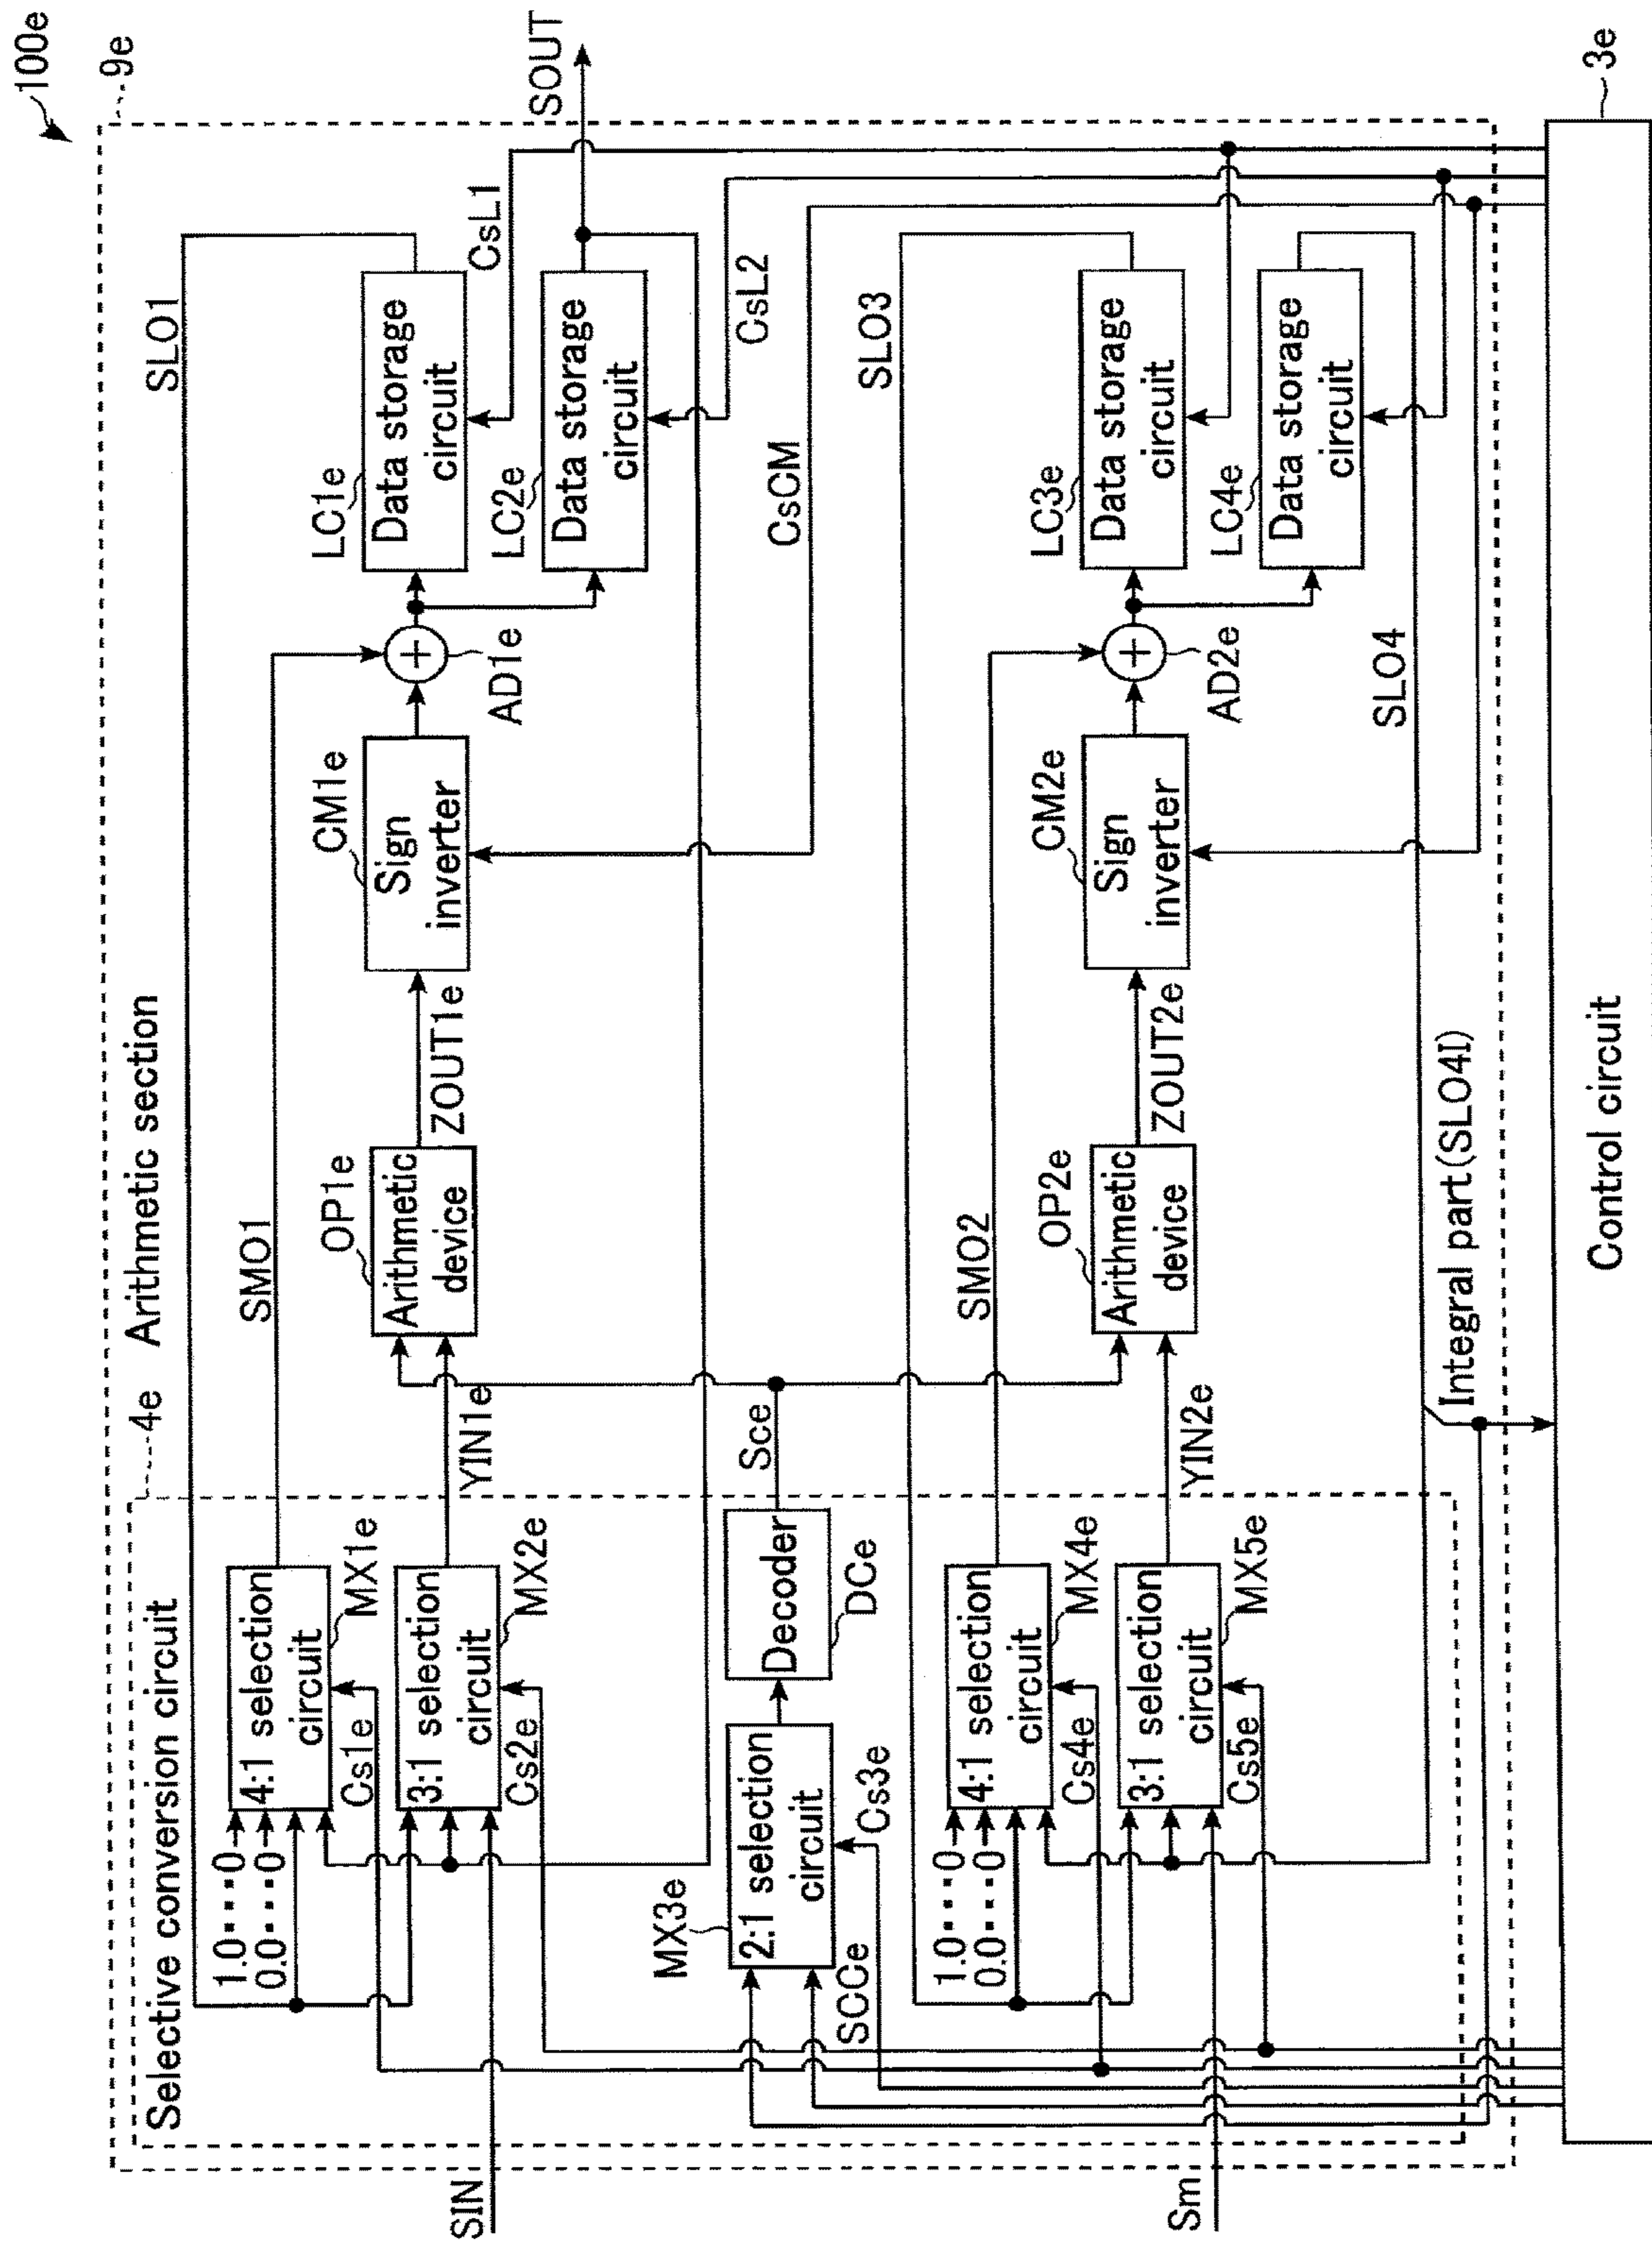 100e
9e
Arithmetic section
4e
Selective conversion circuit
SLO1
SMO1
1.0···0
0.0···0
4:1 selection
circuit
MX1e
Cs1e
3:1 selection
circuit
MX2e
Cs2e
SIN
YIN1e
OP1e
Arithmetic
device
ZOUT1e
CM1e
Sign
inverter
AD1e
LC1e
Data storage
circuit
CsL1
LC2e
Data storage
circuit
SOUT
CsL2
CsCM
MX3e
2:1 selection
circuit
Cs3e
SCCe
Decoder
DCe
Sce
SLO3
SMO2
1.0···0
0.0···0
4:1 selection
circuit
MX4e
Cs4e
3:1 selection
circuit
MX5e
Cs5e
Sm
YIN2e
OP2e
Arithmetic
device
ZOUT2e
CM2e
Sign
inverter
AD2e
LC3e
Data storage
circuit
LC4e
Data storage
circuit
SLO4
Integral part(SLO4I)
Control circuit
3e